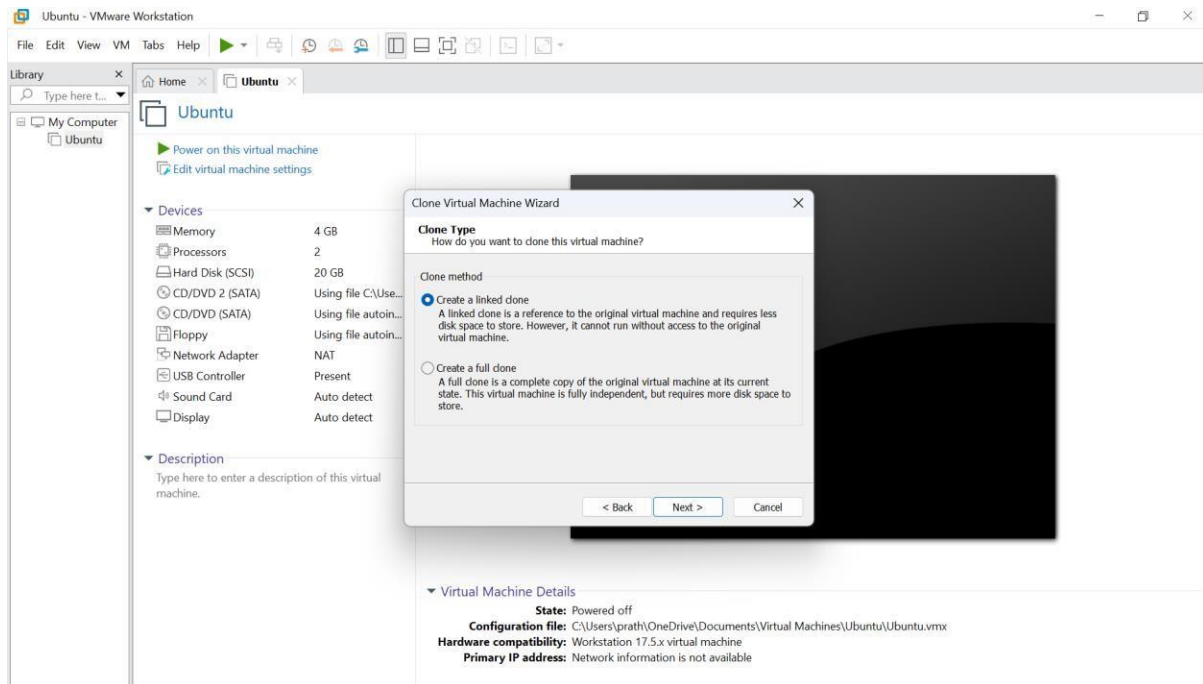 Ubuntu - VMware Workstation
File Edit View VM Tabs Help
Library
Type here t...
My Computer
Ubuntu
Home
Ubuntu
Ubuntu
Power on this virtual machine
Edit virtual machine settings
Devices
Memory 4 GB
Processors 2
Hard Disk (SCSI) 20 GB
CD/DVD 2 (SATA) Using file C:\Use...
CD/DVD (SATA) Using file autoin...
Floppy Using file autoin...
Network Adapter NAT
USB Controller Present
Sound Card Auto detect
Display Auto detect
Description
Type here to enter a description of this virtual
machine.
Clone Virtual Machine Wizard
Clone Type
How do you want to clone this virtual machine?
Clone method
Create a linked clone
A linked clone is a reference to the original virtual machine and requires less
disk space to store. However, it cannot run without access to the original
virtual machine.
Create a full clone
A full clone is a complete copy of the original virtual machine at its current
state. This virtual machine is fully independent, but requires more disk space to
store.
< Back Next > Cancel
Virtual Machine Details
State: Powered off
Configuration file: C:\Users\prath\OneDrive\Documents\Virtual Machines\Ubuntu\Ubuntu.vmx
Hardware compatibility: Workstation 17.5.x virtual machine
Primary IP address: Network information is not available